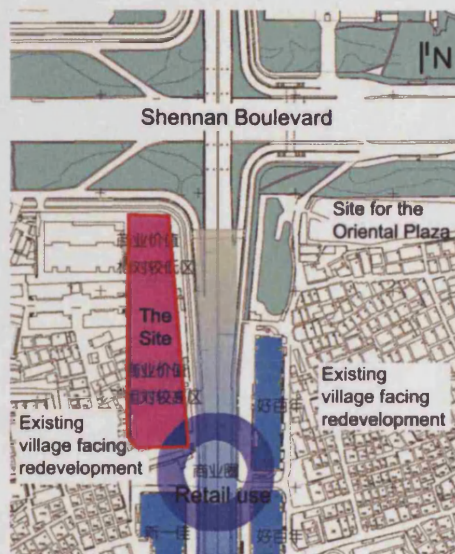 N
Shennan Boulevard
Site for the
Oriental Plaza
商业价值
相对较低区
The
Site
商业价值
相对较高区
Existing
village facing
redevelopment
好百年
Existing
village facing
redevelopment
商业圈
Retail use
新一佳
好百年